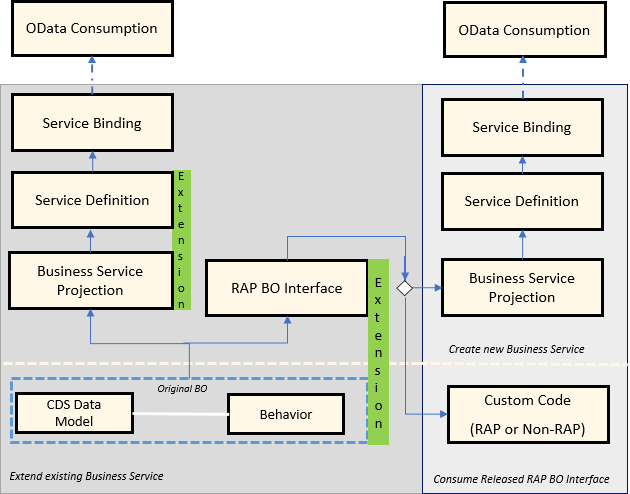 OData Consumption
OData Consumption
Service Binding
Service Binding
Service Definition
Extension
Service Definition
Business Service
Projection
RAP BO Interface
Extension
Business Service
Projection
Create new Business Service
Original BO
CDS Data
Model
Behavior
Custom Code
(RAP or Non-RAP)
Extend existing Business Service
Consume Released RAP BO Interface